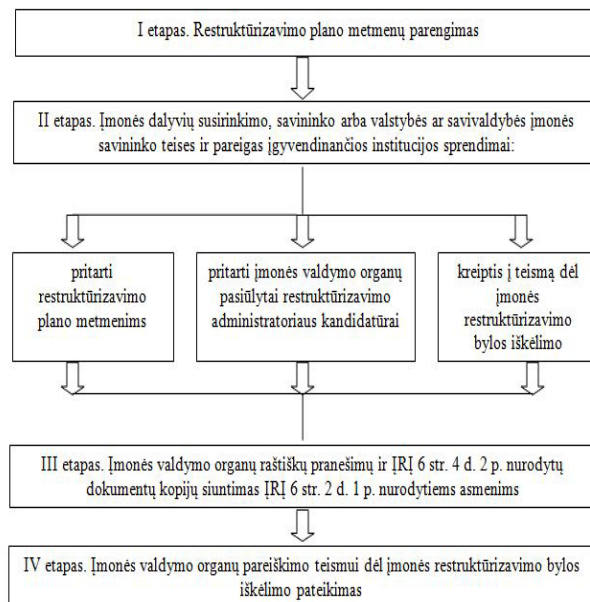 I etapas. Restruktūrizavimo plano metmenų parengimas
II etapas. Įmonės dalyvių susirinkimo, savininko arba valstybės ar savivaldybės įmonės
savininko teises ir pareigas įgyvendinančios institucijos sprendimai:
pritarti
restruktūrizavimo
plano metmenims
pritarti įmonės valdymo organų
pasiūlytai restruktūrizavimo
administratoriaus kandidatūrai
kreiptis į teismą dėl
įmonės
restruktūrizavimo
bylos iškėlimo
III etapas. Įmonės valdymo organų raštiškų pranešimų ir ĮRĮ 6 str. 4 d. 2 p. nurodytų
dokumentų kopijų siuntimas ĮRĮ 6 str. 2 d. 1 p. nurodytiems asmenims
IV etapas. Įmonės valdymo organų pareiškimo teismui dėl įmonės restruktūrizavimo bylos
iškėlimo pateikimas